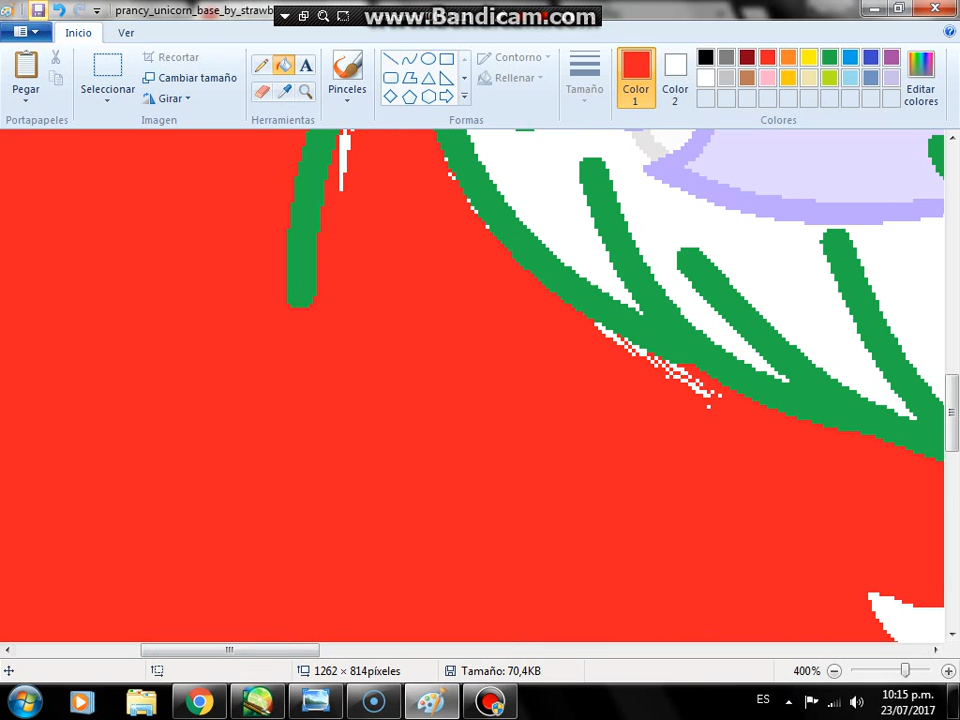 prancy_unicorn_base_by_strawb
www.Bandicam.com
Inicio Ver
Pegar
Portapapeles
Seleccionar
Recortar
Cambiar tamaño
Girar
Imagen
A
Herramientas
Pinceles
Contorno
Rellenar
Formas
Tamaño
Color
1
Color
2
Editar
colores
Colores
1262 × 814píxeles
Tamaño: 70,4KB
400%
ES
10:15 p.m.
23/07/2017